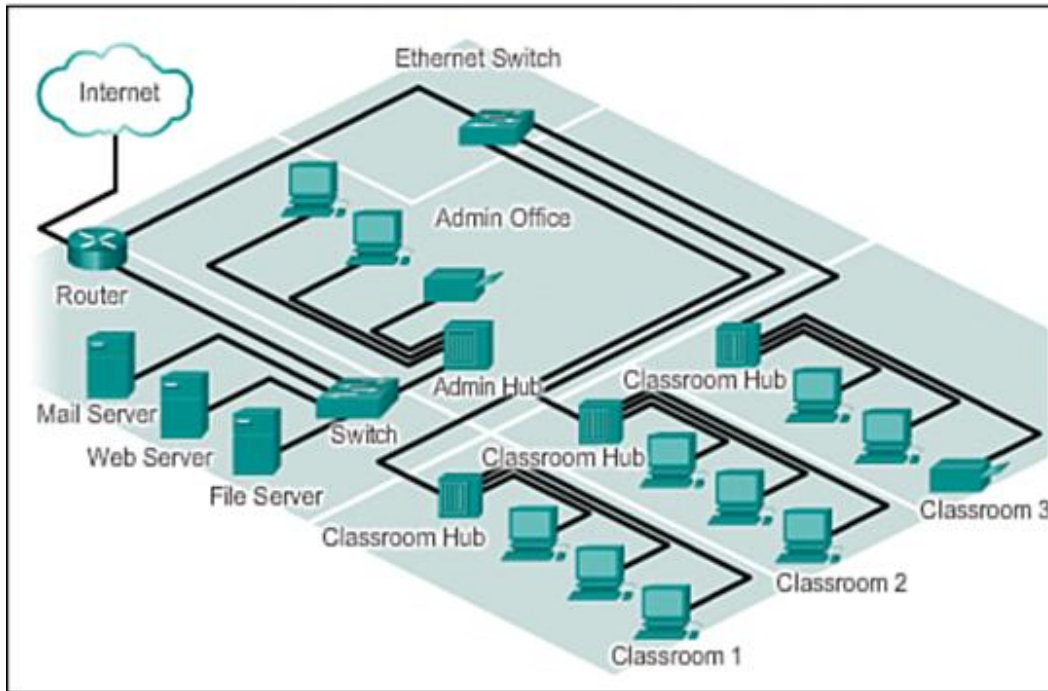 Ethernet Switch
Internet
Admin Office
Router
Admin Hub
Classroom Hub
Mail Server
Switch
Web Server
Classroom Hub
File Server
Classroom 3
Classroom Hub
Classroom 2
Classroom 1